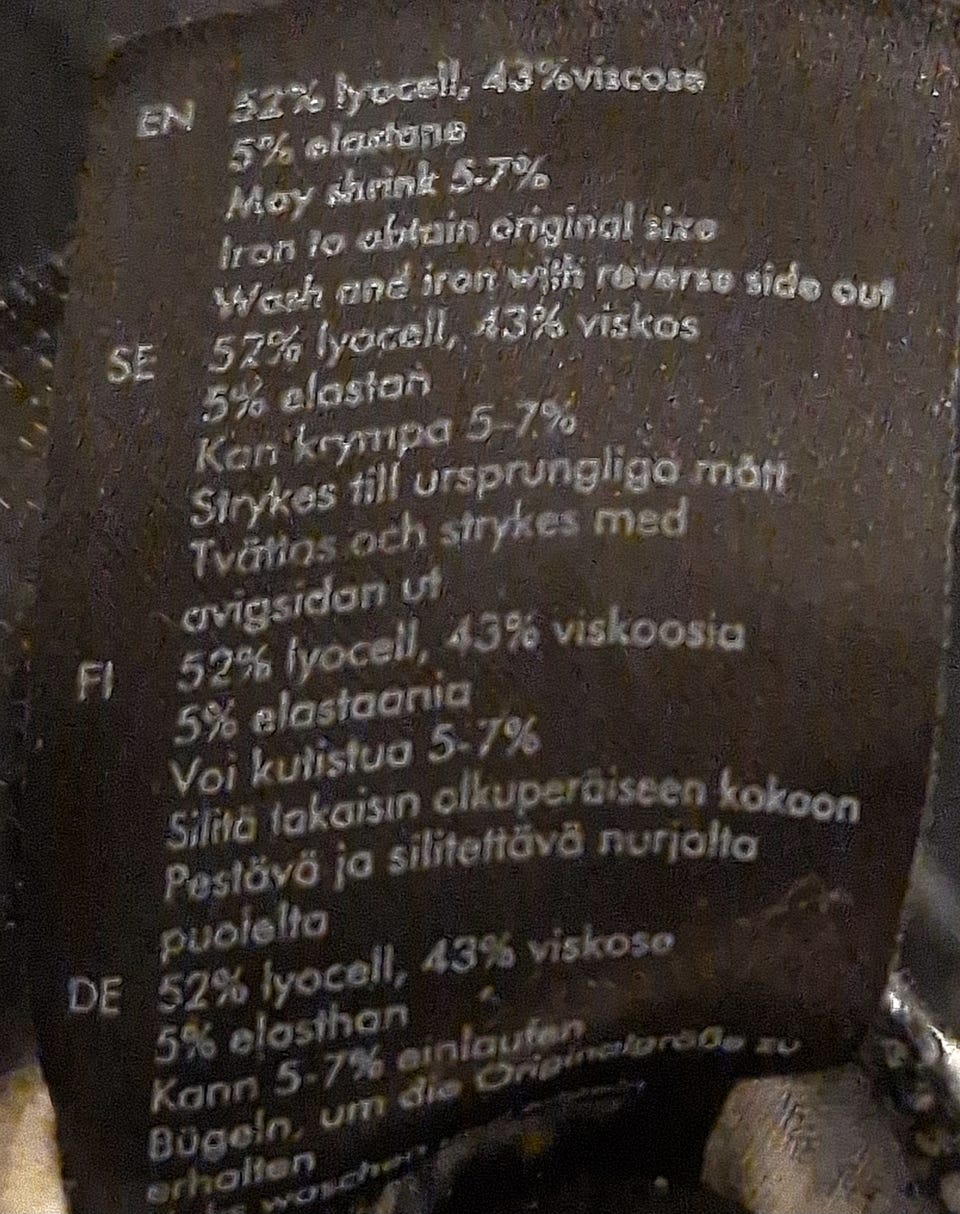 EN 52% lyocell, 43%viscose
5% elastane
May shrink 5-7%
Iron to obtain original size
Wash and iron with reverse side out
SE 52% lyocell, 43% viskos
5% elastan
Kan krympa 5-7%
Strykes till ursprungliga mått
Tvättas och strykes med
avigsidan ut
FI 52% lyocell, 43% viskoosia
5% elastaania
Voi kutistua 5-7%
Silitä takaisin alkuperäiseen kokoon
Pestävä ja silitettävä nurjalta
puolelta
DE 52% lyocell, 43% viskose
5% elasthan
Kann 5-7% einlaufen
Bügeln, um die Originalgröße zu
erhalten
waschen